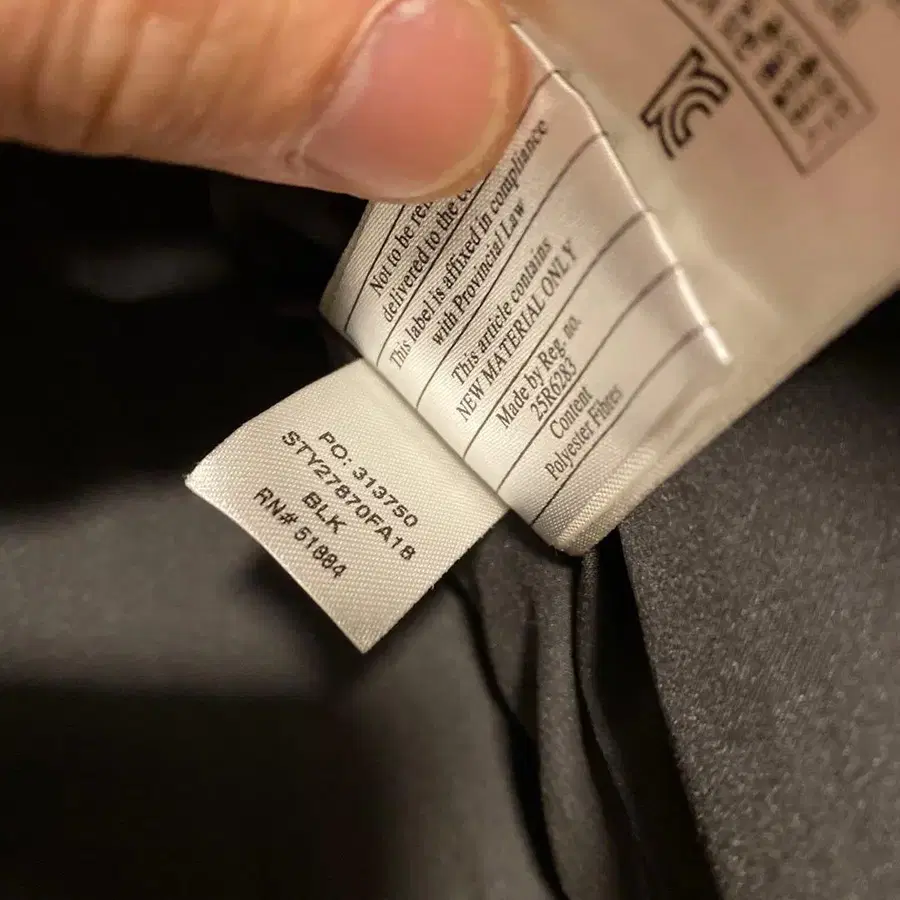 Not to be
delivered to the
This label is affixed in compliance
with Provincial Law
This article contains
NEW MATERIAL ONLY
Made by Reg. no.
25R6283
Content
Polyester Fibres
PO: 313750
STY27870FA18
BLK
RN# 51884